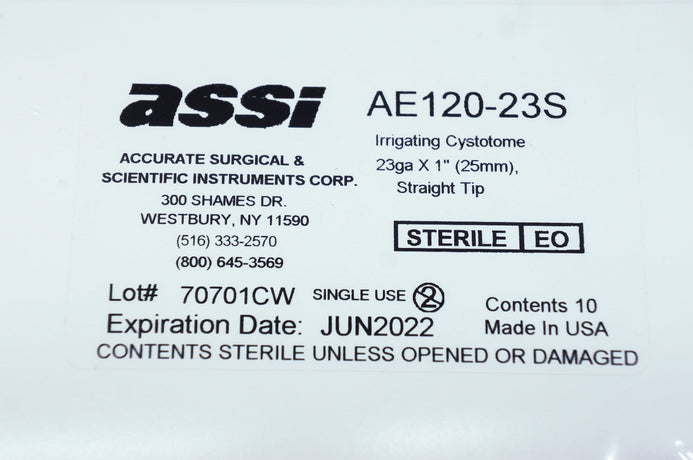 assi
ACCURATE SURGICAL &
SCIENTIFIC INSTRUMENTS CORP.
300 SHAMES DR.
WESTBURY, NY 11590
(516) 333-2570
(800) 645-3569
AE120-23S
Irrigating Cystotome
23ga X 1" (25mm),
Straight Tip
STERILE EO
Lot# 70701CW SINGLE USE 2
Contents 10
Expiration Date: JUN2022
Made In USA
CONTENTS STERILE UNLESS OPENED OR DAMAGED